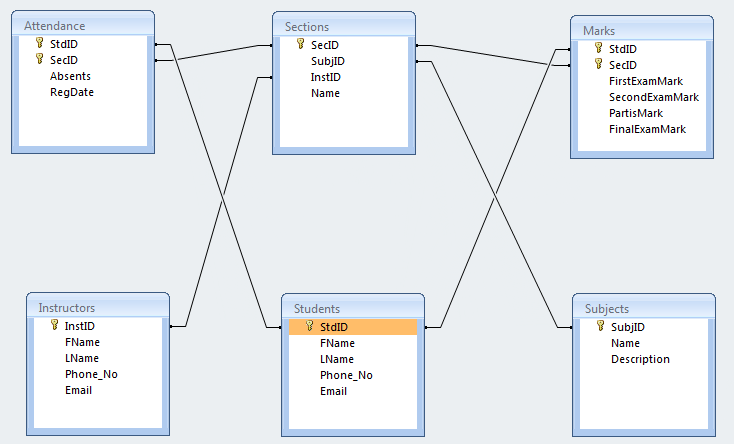 Attendance
StdID
SecID
Absents
RegDate
Sections
SecID
SubjID
InstID
Name
Marks
StdID
SecID
FirstExamMark
SecondExamMark
PartisMark
FinalExamMark
Instructors
InstID
FName
LName
Phone_No
Email
Students
StdID
FName
LName
Phone_No
Email
Subjects
SubjID
Name
Description